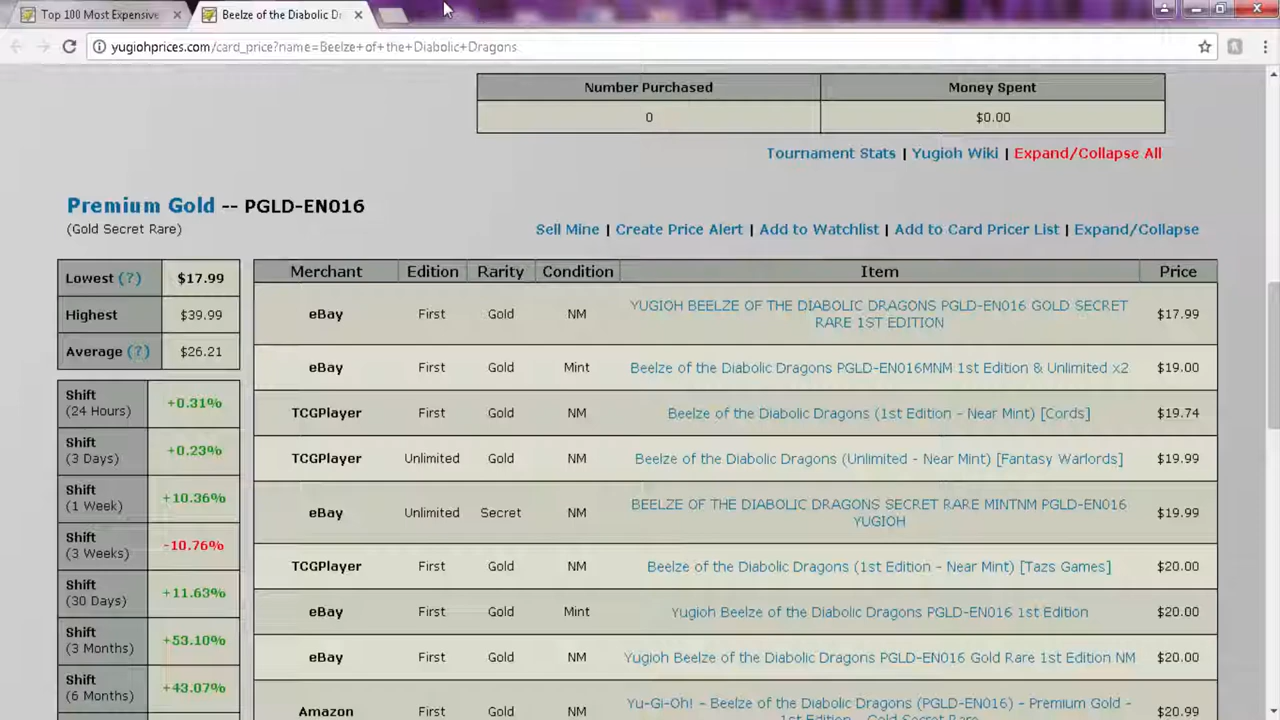 Top 100 Most Expensive
Beelze of the Diabolic Dr
yugiohprices.com/card_price?name=Beelze+of+the+Diabolic+Dragons
Number Purchased Money Spent
0 $0.00
Tournament Stats | Yugioh Wiki | Expand/Collapse All
Premium Gold -- PGLD-EN016
(Gold Secret Rare)
Sell Mine | Create Price Alert | Add to Watchlist | Add to Card Pricer List | Expand/Collapse
Lowest (?) $17.99
Highest $39.99
Average (?) $26.21
Shift
(24 Hours) +0.31%
Shift
(3 Days) +0.23%
Shift
(1 Week) +10.36%
Shift
(3 Weeks) -10.76%
Shift
(30 Days) +11.63%
Shift
(3 Months) +53.10%
Shift
(6 Months) +43.07%
Merchant Edition Rarity Condition Item Price
eBay First Gold NM YUGIOH BEELZE OF THE DIABOLIC DRAGONS PGLD-EN016 GOLD SECRET
RARE 1ST EDITION $17.99
eBay First Gold Mint Beelze of the Diabolic Dragons PGLD-EN016MNM 1st Edition & Unlimited x2 $19.00
TCGPlayer First Gold NM Beelze of the Diabolic Dragons (1st Edition - Near Mint) [Cords] $19.74
TCGPlayer Unlimited Gold NM Beelze of the Diabolic Dragons (Unlimited - Near Mint) [Fantasy Warlords] $19.99
eBay Unlimited Secret NM BEELZE OF THE DIABOLIC DRAGONS SECRET RARE MINTNM PGLD-EN016
YUGIOH $19.99
TCGPlayer First Gold NM Beelze of the Diabolic Dragons (1st Edition - Near Mint) [Tazs Games] $20.00
eBay First Gold Mint Yugioh Beelze of the Diabolic Dragons PGLD-EN016 1st Edition $20.00
eBay First Gold NM Yugioh Beelze of the Diabolic Dragons PGLD-EN016 Gold Rare 1st Edition NM $20.00
Amazon First Gold NM Yu-Gi-Oh! - Beelze of the Diabolic Dragons (PGLD-EN016) - Premium Gold -
1st Edition - Gold Secret Rare $20.99